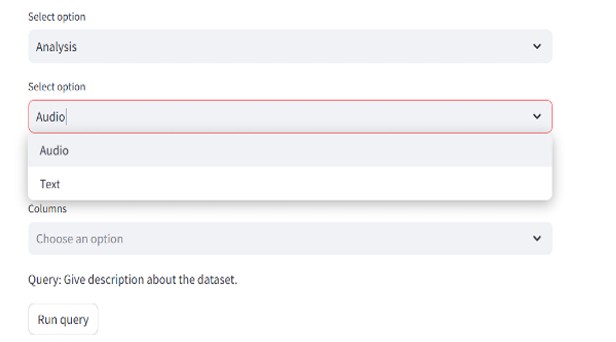 Select option
Analysis
Select option
Audio
Audio
Text
Columns
Choose an option
Query: Give description about the dataset.
Run query